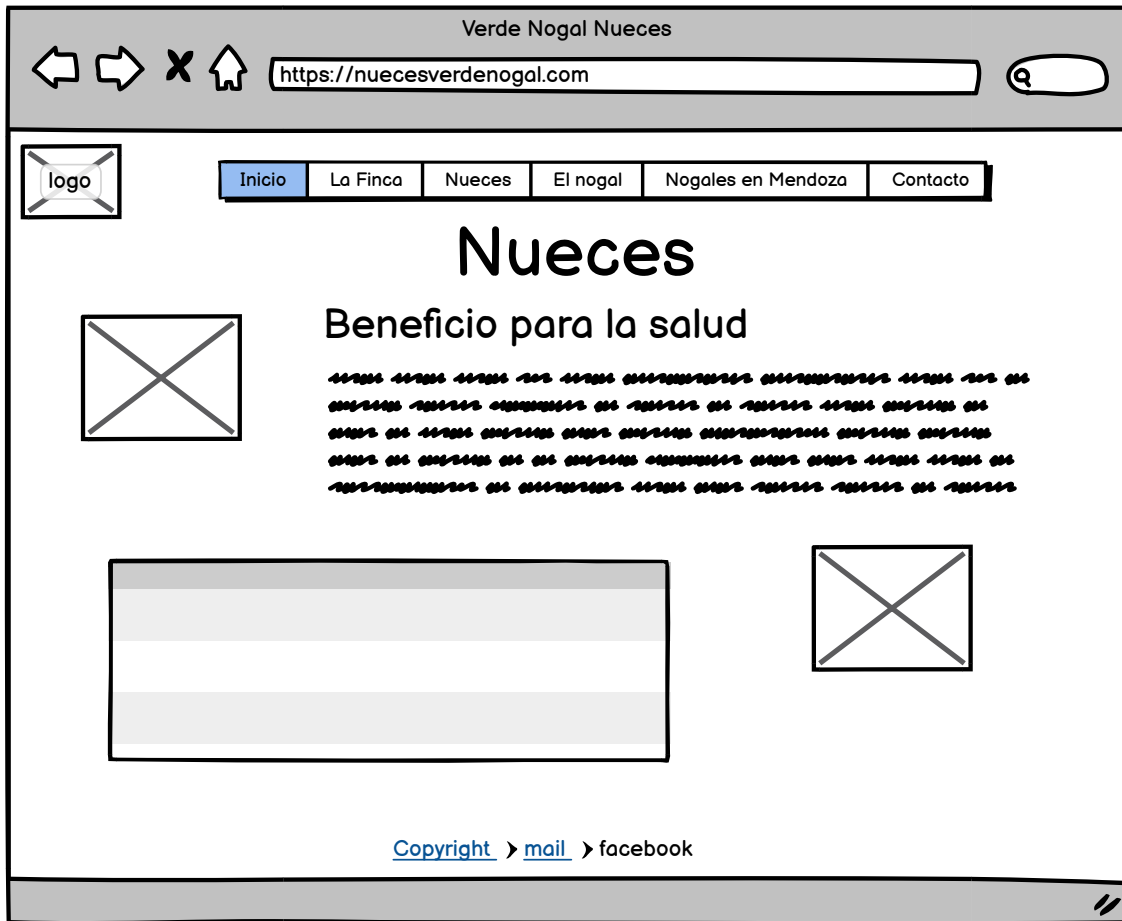 Verde Nogal Nueces
https://nuecesverdenogal.com
logo
Inicio La Finca Nueces El nogal Nogales en Mendoza Contacto
Nueces
Beneficio para la salud
Copyright mail facebook